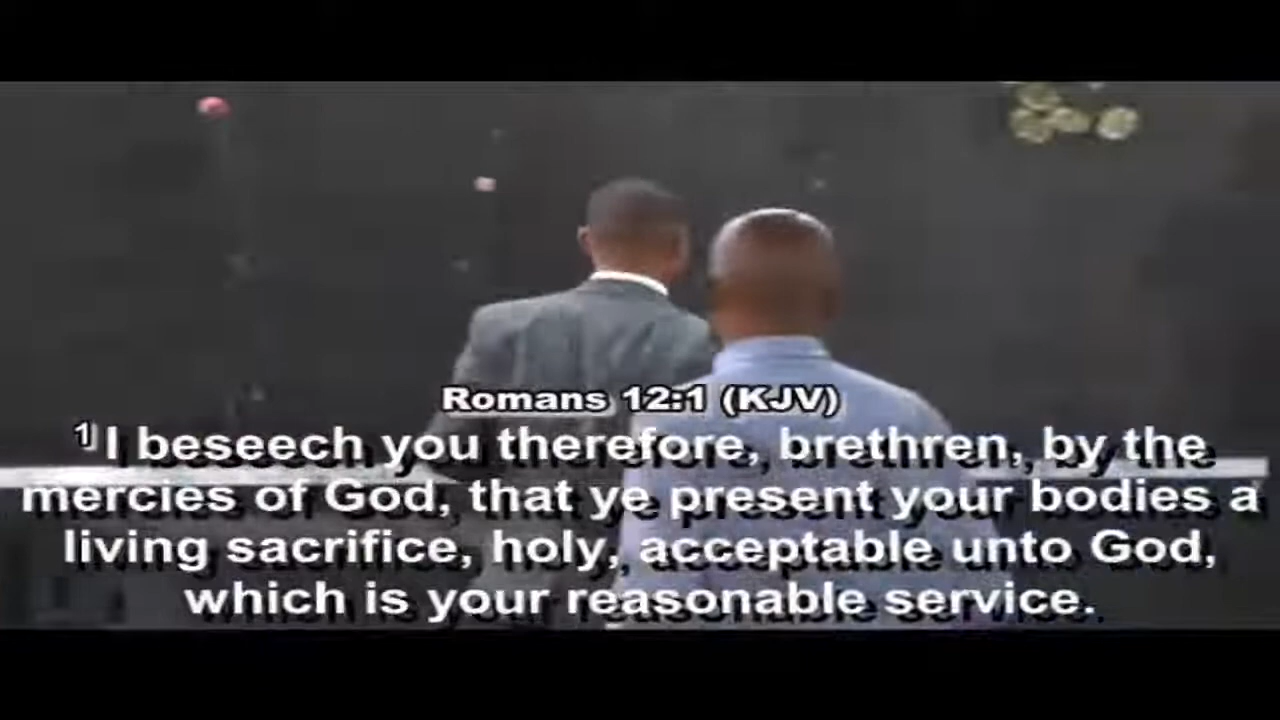 Romans 12:1 (KJV)
¹ I beseech you therefore, brethren, by the
mercies of God, that ye present your bodies a
living sacrifice, holy, acceptable unto God,
which is your reasonable service.